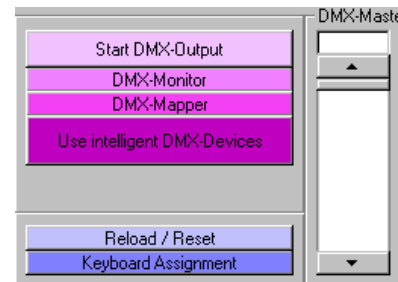 DMX-Maste
Start DMX-Output
DMX-Monitor
DMX-Mapper
Use intelligent DMX-Devices
Reload / Reset
Keyboard Assignment